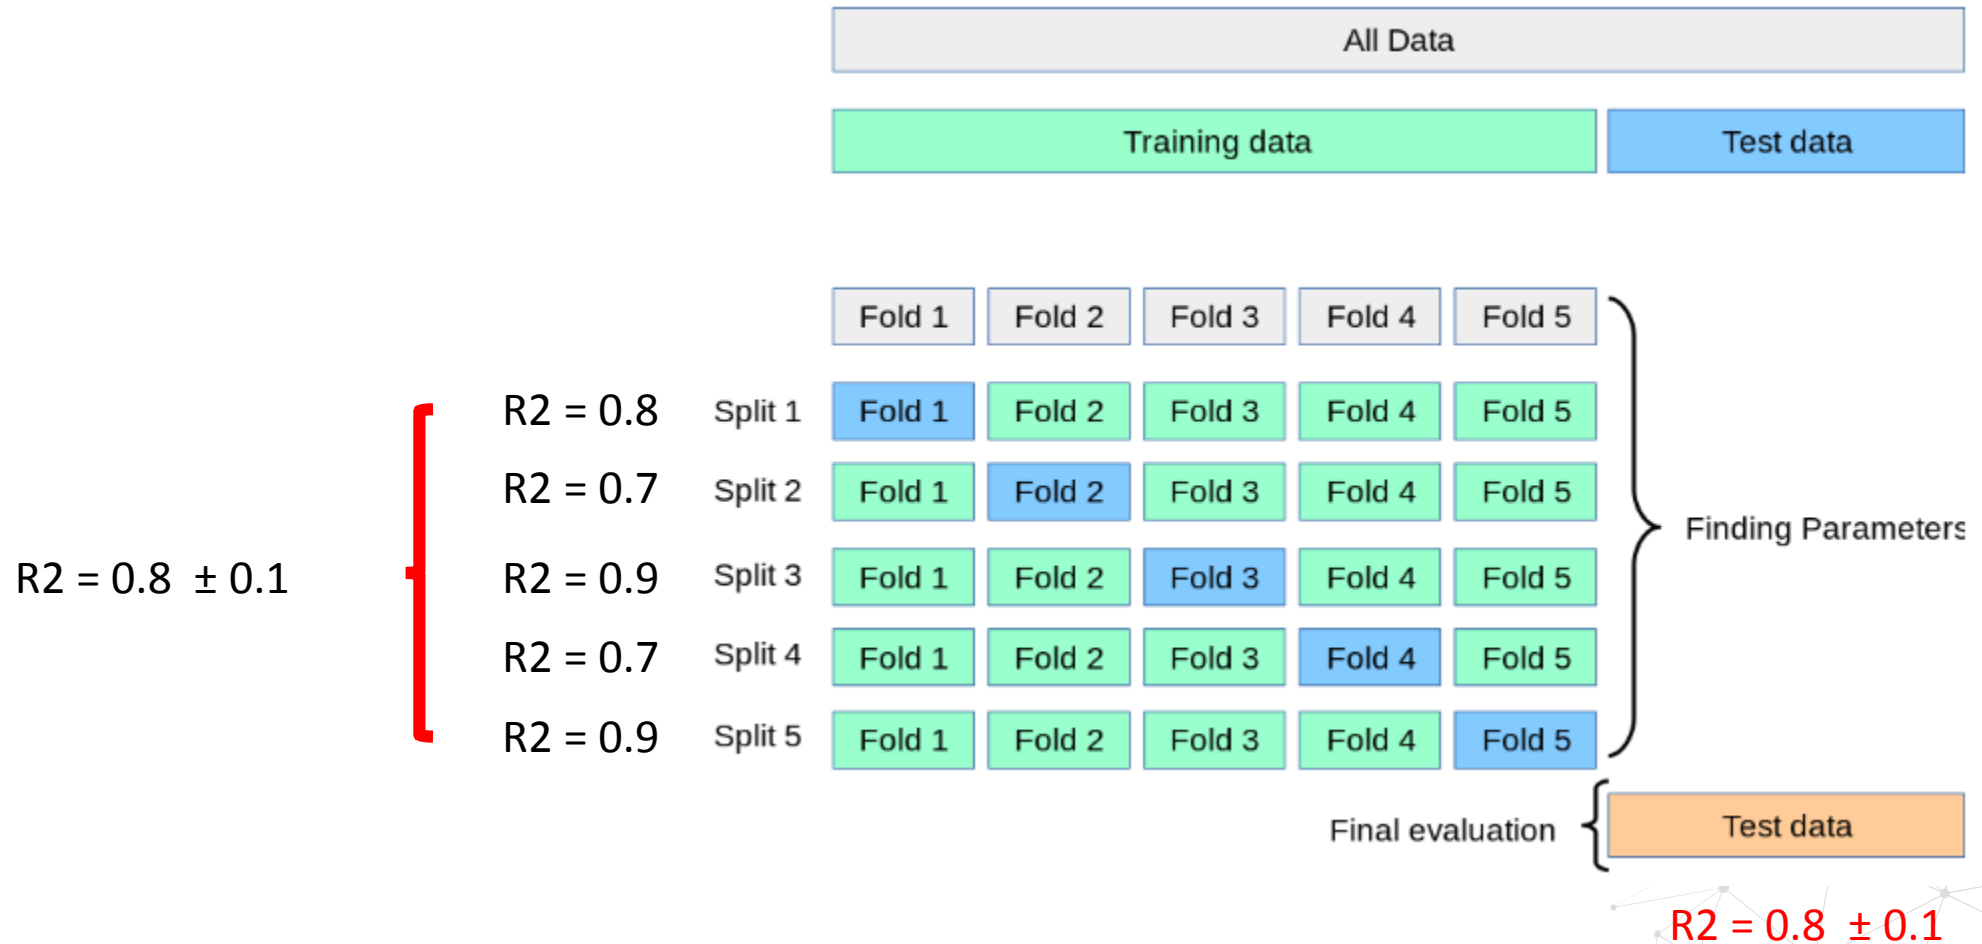 All Data
Training data Test data
Fold 1 Fold 2 Fold 3 Fold 4 Fold 5
R2 = 0.8 Split 1 Fold 1 Fold 2 Fold 3 Fold 4 Fold 5
R2 = 0.7 Split 2 Fold 1 Fold 2 Fold 3 Fold 4 Fold 5
Finding Parameters
R2 = 0.8 ± 0.1 R2 = 0.9 Split 3 Fold 1 Fold 2 Fold 3 Fold 4 Fold 5
R2 = 0.7 Split 4 Fold 1 Fold 2 Fold 3 Fold 4 Fold 5
R2 = 0.9 Split 5 Fold 1 Fold 2 Fold 3 Fold 4 Fold 5
Final evaluation Test data
R2 = 0.8 ± 0.1